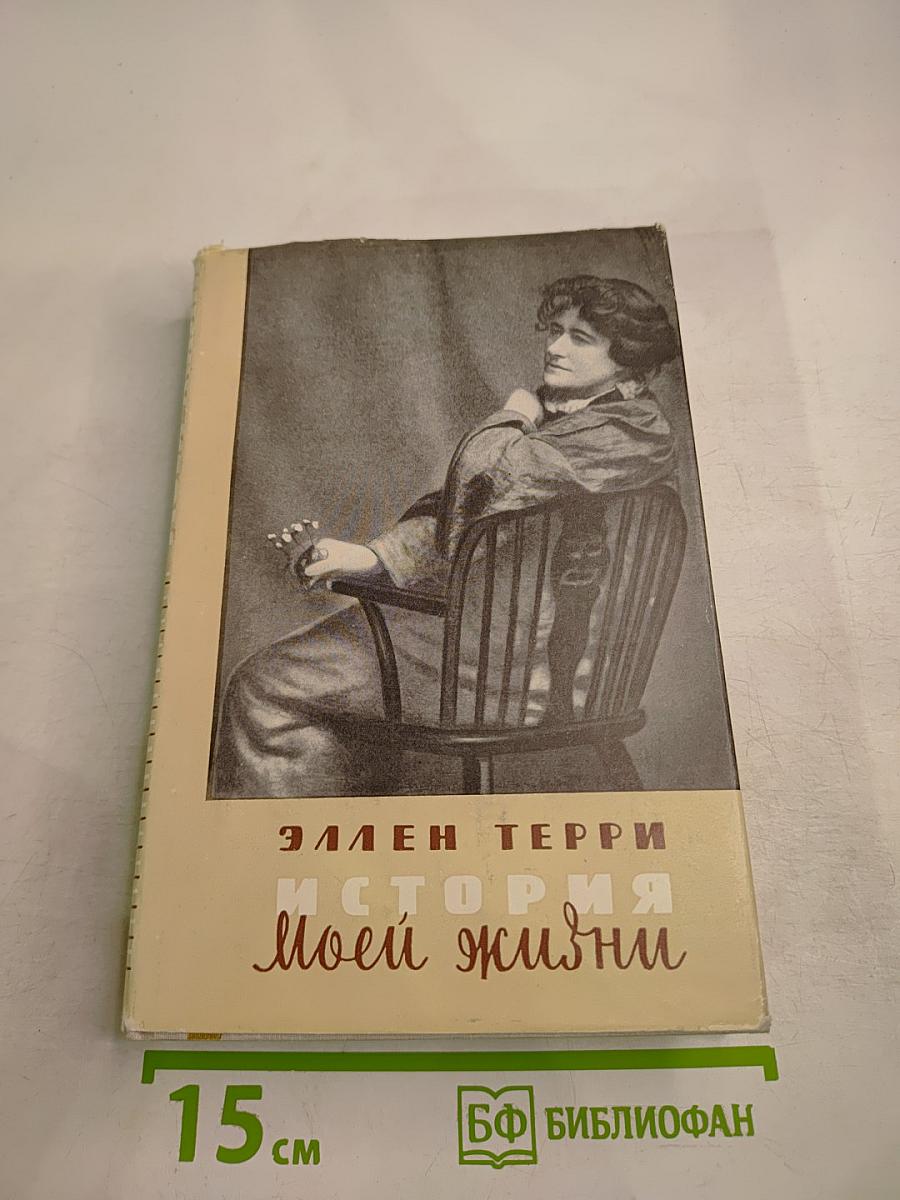 ЭЛЛЕН ТЕРРИ
ИСТОРИЯ
моей жизни
15 см
БФ БИБЛИОФАН